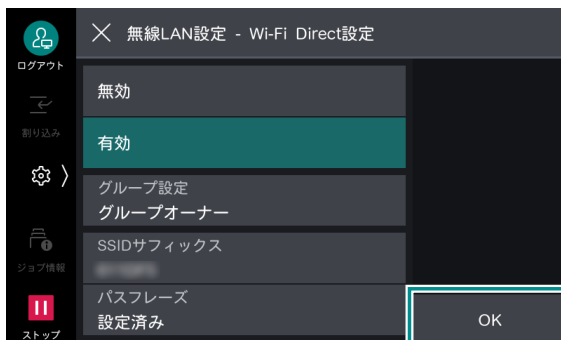 無線LAN設定 - Wi-Fi Direct設定
ログアウト
無効
割り込み
有効
グループ設定
グループオーナー
SSIDサフィックス
ジョブ情報
パスフレーズ
設定済み
OK
ストップ